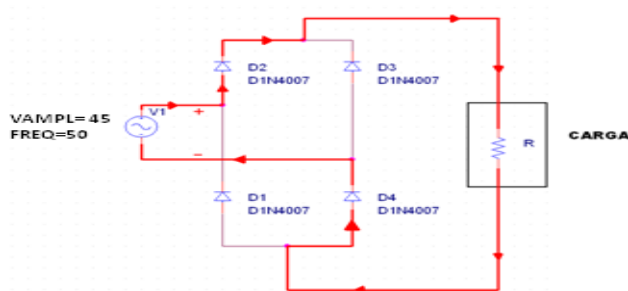 D2
D1N4007
D3
D1N4007
VAMPL= 45
FREQ=50
V1
+
-
R
CARGA
D1
D1N4007
D4
D1N4007